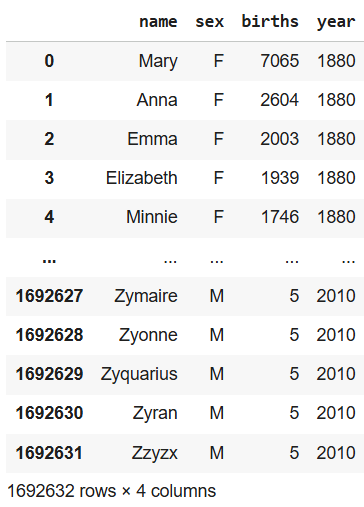 name sex births year
0 Mary F 7065 1880
1 Anna F 2604 1880
2 Emma F 2003 1880
3 Elizabeth F 1939 1880
4 Minnie F 1746 1880
... ... ... ... ...
1692627 Zymaire M 5 2010
1692628 Zyonne M 5 2010
1692629 Zyquarius M 5 2010
1692630 Zyran M 5 2010
1692631 Zzyzx M 5 2010
1692632 rows × 4 columns